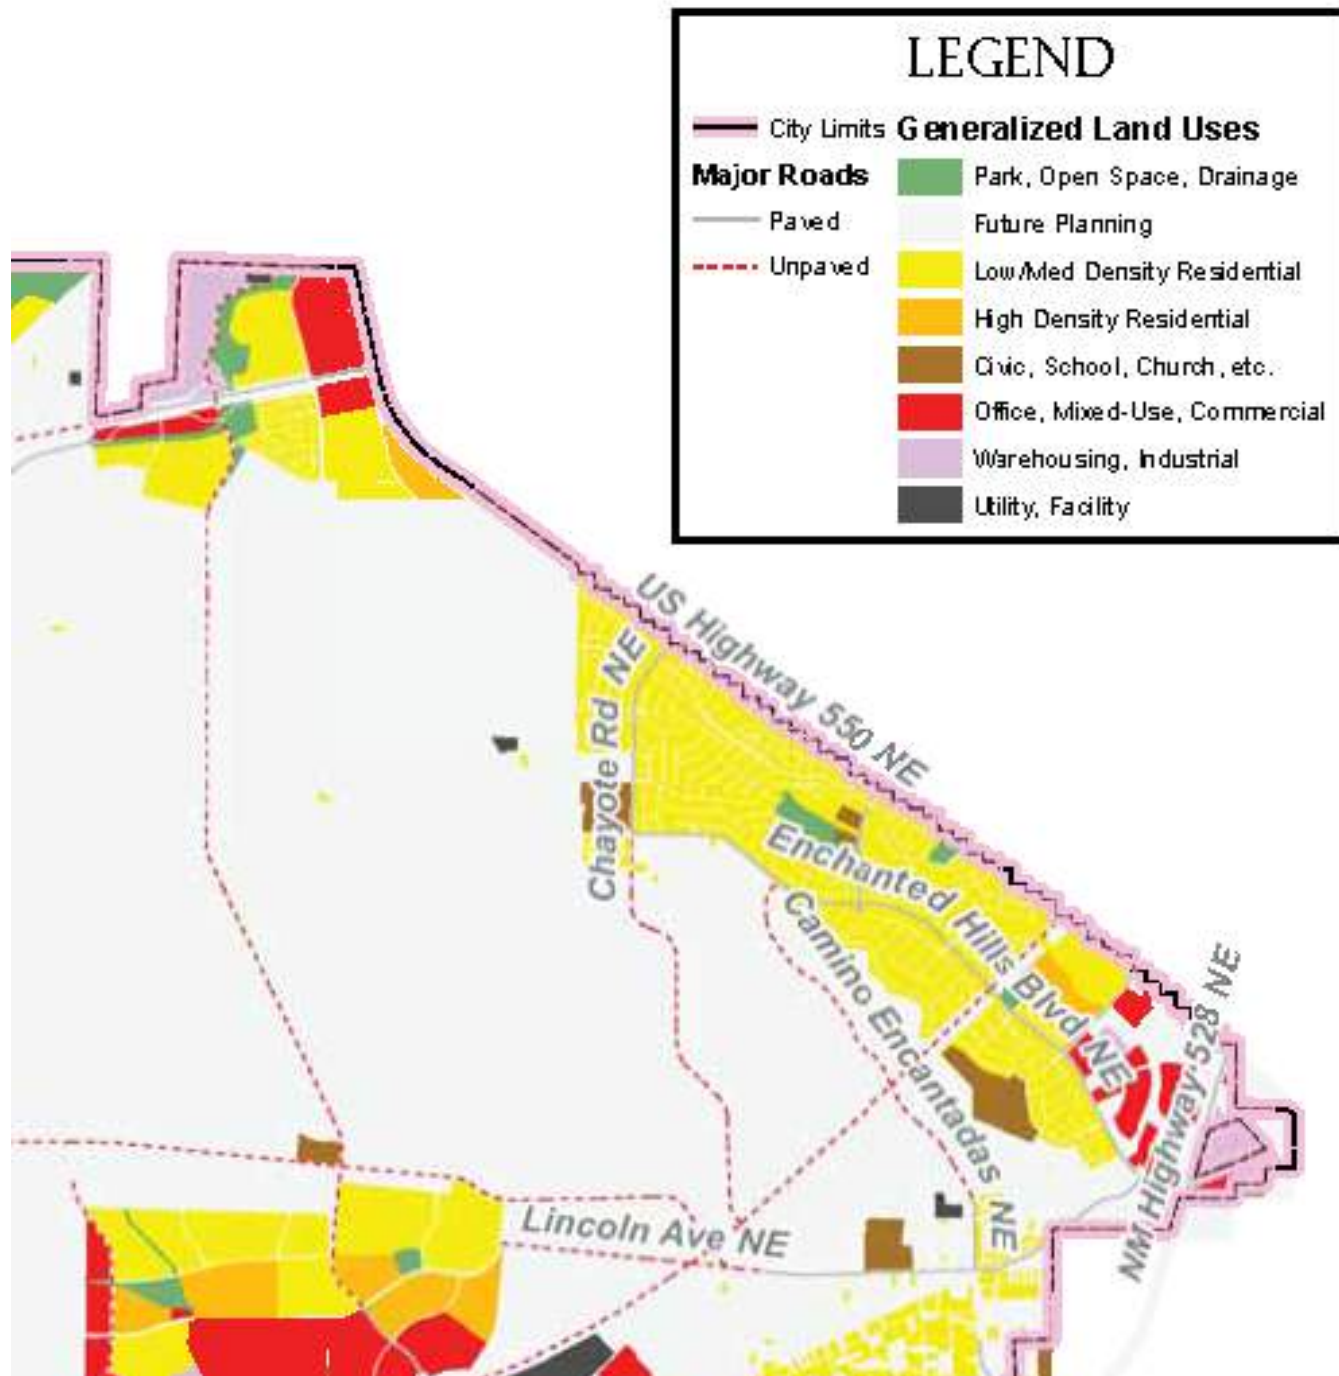 LEGEND
City Limits
Generalized Land Uses
Major Roads
Park, Open Space, Drainage
Paved
Future Planning
Unpaved
Low/Med Density Residential
High Density Residential
Civic, School, Church, etc.
Office, Mixed-Use, Commercial
Warehousing, Industrial
Utility, Facility
US Highway 550 NE
Chayote Rd NE
Enchanted Hills Blvd NE
Camino Encantadas NE
NM Highway 528 NE
Lincoln Ave NE